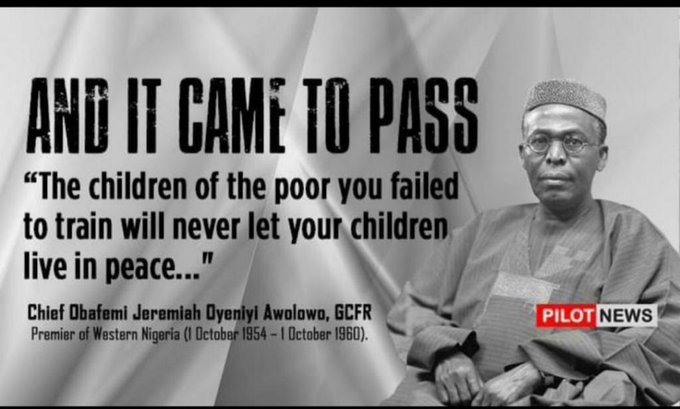 AND IT CAME TO PASS
“The children of the poor you failed
to train will never let your children
live in peace..."
Chief Obafemi Jeremiah Oyeniyi Awolowo, GCFR
Premier of Western Nigeria (1 October 1954 – 1 October 1960).
PILOT NEWS